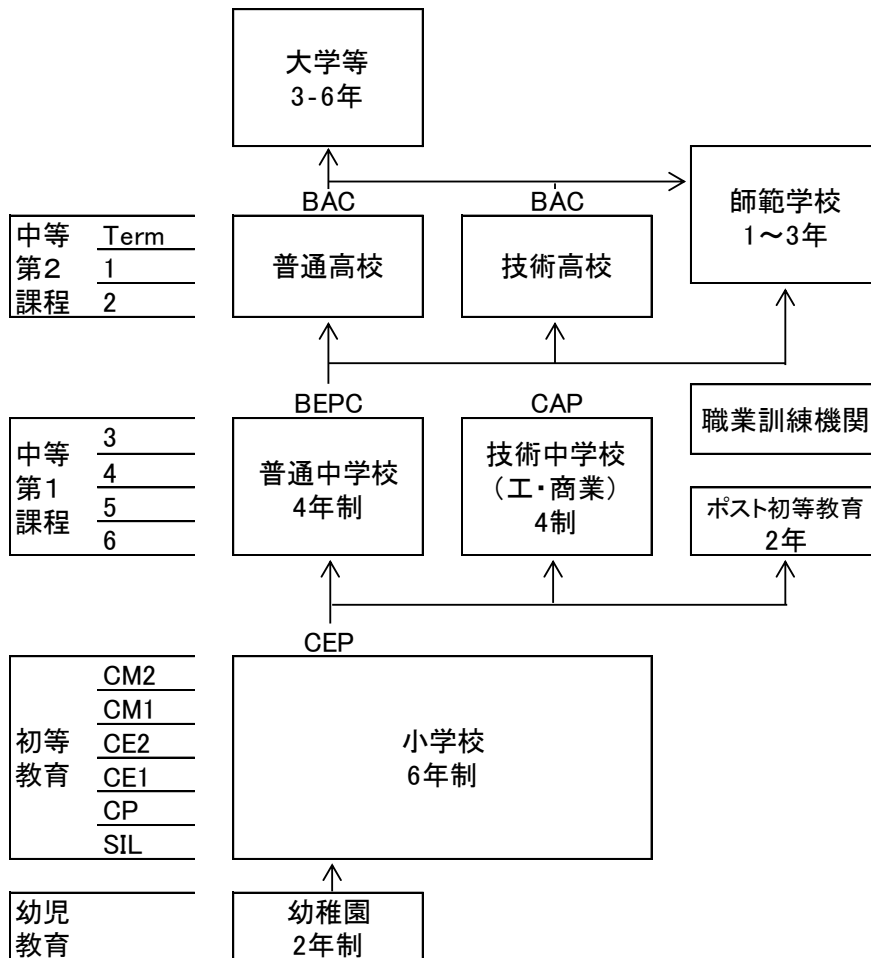 大学等
3-6年
BAC
BAC
師範学校
1～3年
中等
第2
課程
Term
1
2
普通高校
技術高校
BEPC
CAP
職業訓練機関
中等
第1
課程
3
4
5
6
普通中学校
4年制
技術中学校
（工・商業）
4制
ポスト初等教育
2年
CEP
初等
教育
CM2
CM1
CE2
CE1
CP
SIL
小学校
6年制
幼児
教育
幼稚園
2年制